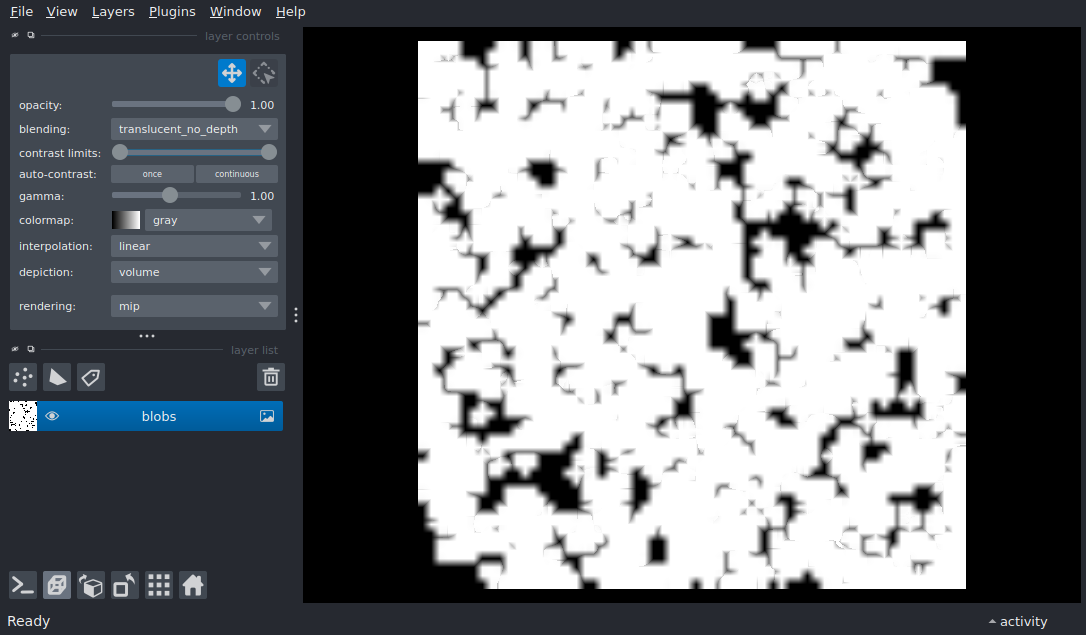 File View Layers Plugins Window Help
layer controls
opacity: 1.00
blending: translucent_no_depth
contrast limits:
auto-contrast: once continuous
gamma: 1.00
colormap: gray
interpolation: linear
depiction: volume
rendering: mip
layer list
blobs
Ready activity